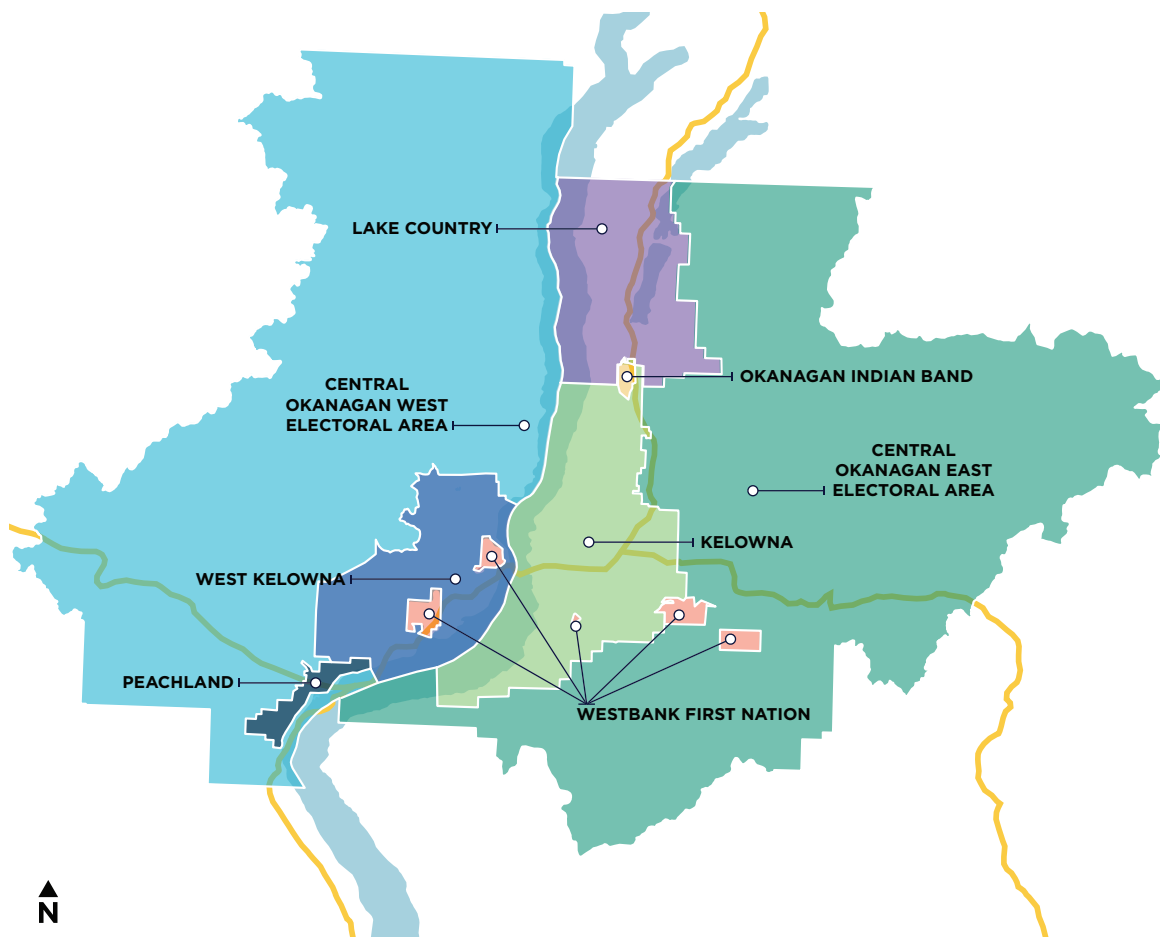 LAKE COUNTRY
OKANAGAN INDIAN BAND
CENTRAL
OKANAGAN WEST
ELECTORAL AREA
CENTRAL
OKANAGAN EAST
ELECTORAL AREA
KELOWNA
WEST KELOWNA
PEACHLAND
WESTBANK FIRST NATION
N